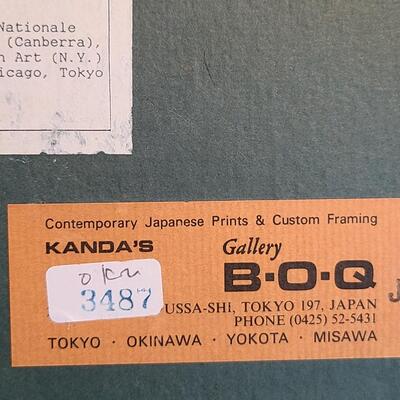 Nationale
(Canberra),
Art (N.Y.)
icago, Tokyo
Contemporary Japanese Prints & Custom Framing
KANDA'S Gallery
B·O·Q
3487
USSA-SHI, TOKYO 197, JAPAN
PHONE (0425) 52-5431
TOKYO · OKINAWA · YOKOTA · MISAWA